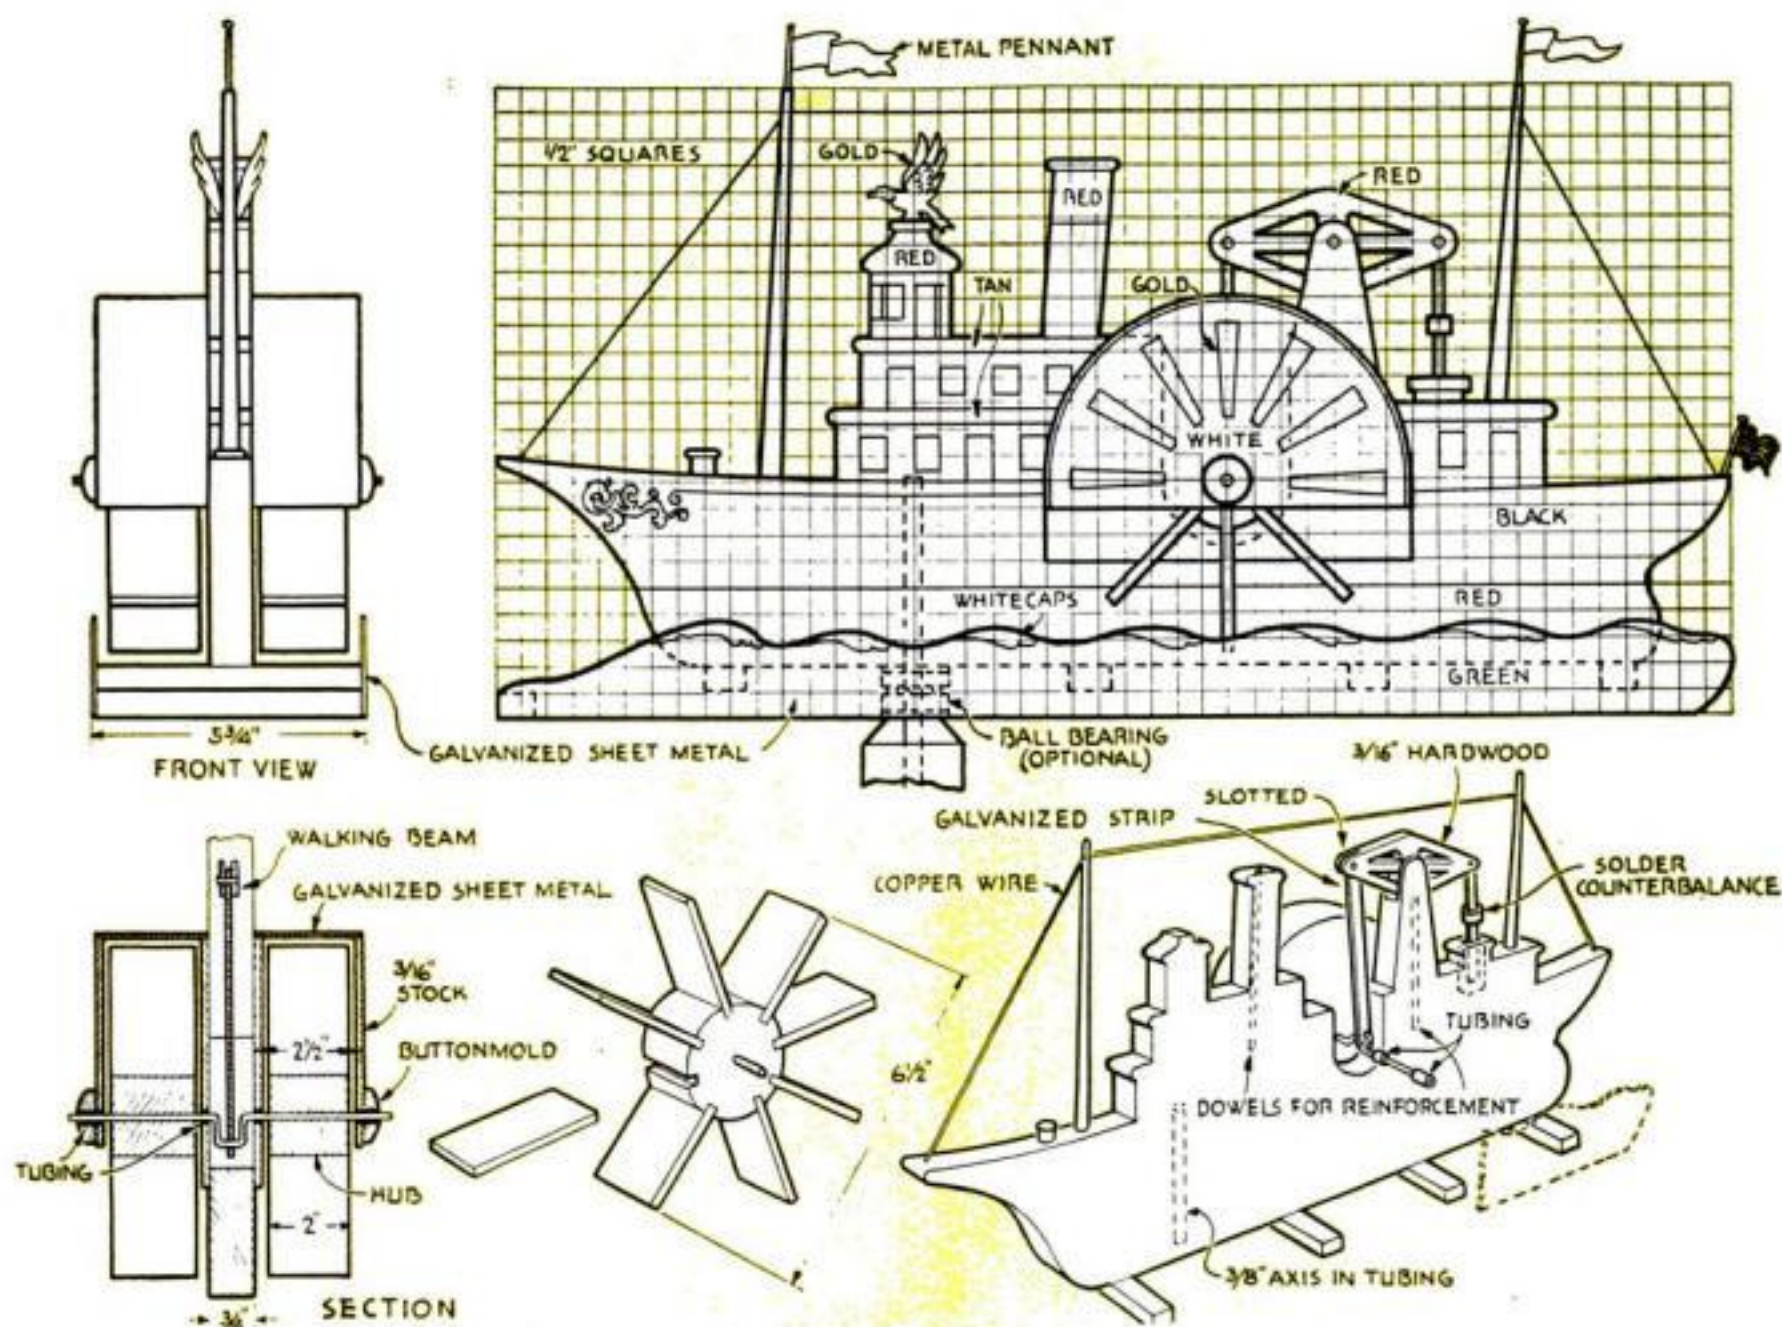 METAL PENNANT
1/2" SQUARES
GOLD
RED
RED
RED
TAN
GOLD
WHITE
BLACK
WHITECAPS
RED
GREEN
5 3/4"
FRONT VIEW
GALVANIZED SHEET METAL
BALL BEARING
(OPTIONAL)
3/16" HARDWOOD
SLOTTED
GALVANIZED STRIP
WALKING BEAM
GALVANIZED SHEET METAL
COPPER WIRE
SOLDER
COUNTERBALANCE
3/16"
STOCK
2 1/2"
BUTTONMOLD
6 1/2"
TUBING
DOWELS FOR REINFORCEMENT
TUBING
HUB
2"
3/8" AXIS IN TUBING
3/4"
SECTION